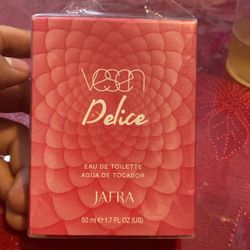 Vesen
Delice
EAU DE TOILETTE
AGUA DE TOCADOR
JAFRA
50 ml e 1.7 FL OZ (US)